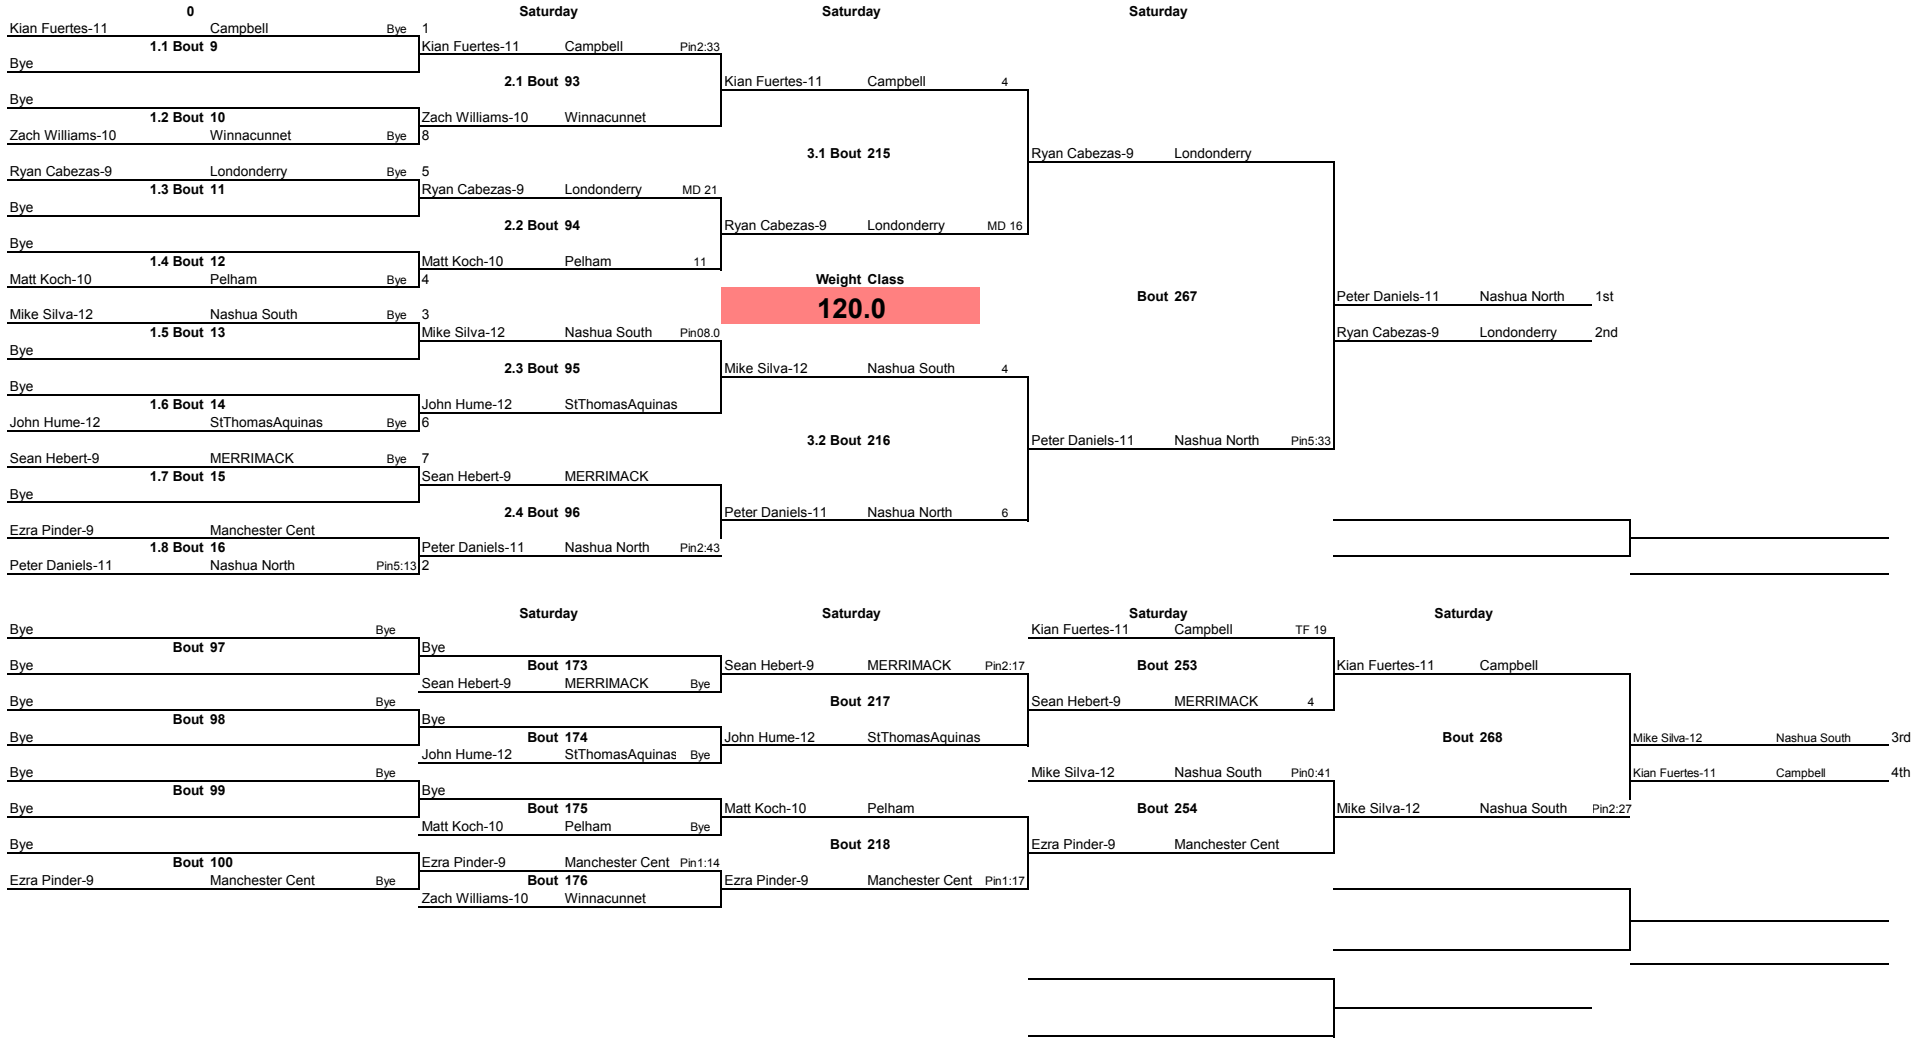 0 Saturday Saturday Saturday
Kian Fuertes-11 Campbell Bye 1
1.1 Bout 9 Kian Fuertes-11 Campbell Pin2:33
Bye
2.1 Bout 93 Kian Fuertes-11 Campbell 4
Bye
1.2 Bout 10 Zach Williams-10 Winnacunnet
Zach Williams-10 Winnacunnet Bye 8
3.1 Bout 215 Ryan Cabezas-9 Londonderry
Ryan Cabezas-9 Londonderry Bye 5
1.3 Bout 11 Ryan Cabezas-9 Londonderry MD 21
Bye
2.2 Bout 94 Ryan Cabezas-9 Londonderry MD 16
Bye
1.4 Bout 12 Matt Koch-10 Pelham 11
Matt Koch-10 Pelham Bye 4 Weight Class
Bout 267 Peter Daniels-11 Nashua North 1st
120.0
Mike Silva-12 Nashua South Bye 3
1.5 Bout 13 Mike Silva-12 Nashua South Pin08.0 Ryan Cabezas-9 Londonderry 2nd
Bye
2.3 Bout 95 Mike Silva-12 Nashua South 4
Bye
1.6 Bout 14 John Hume-12 StThomasAquinas
John Hume-12 StThomasAquinas Bye 6
3.2 Bout 216 Peter Daniels-11 Nashua North Pin5:33
Sean Hebert-9 MERRIMACK Bye 7
1.7 Bout 15 Sean Hebert-9 MERRIMACK
Bye
2.4 Bout 96 Peter Daniels-11 Nashua North 6
Ezra Pinder-9 Manchester Cent
1.8 Bout 16 Peter Daniels-11 Nashua North Pin2:43
Peter Daniels-11 Nashua North Pin5:13 2
Saturday Saturday Saturday Saturday
Bye Bye Kian Fuertes-11 Campbell TF 19
Bout 97 Bye
Bye Bout 173 Sean Hebert-9 MERRIMACK Pin2:17 Bout 253 Kian Fuertes-11 Campbell
Sean Hebert-9 MERRIMACK Bye
Bye Bye Bout 217 Sean Hebert-9 MERRIMACK 4
Bout 98 Bye
Bye Bout 174 John Hume-12 StThomasAquinas Bout 268 Mike Silva-12 Nashua South 3rd
John Hume-12 StThomasAquinas Bye
Bye Bye Mike Silva-12 Nashua South Pin0:41 Kian Fuertes-11 Campbell 4th
Bout 99 Bye
Bye Bout 175 Matt Koch-10 Pelham Bout 254 Mike Silva-12 Nashua South Pin2:27
Matt Koch-10 Pelham Bye
Bye Bout 218 Ezra Pinder-9 Manchester Cent
Bout 100 Ezra Pinder-9 Manchester Cent Pin1:14
Ezra Pinder-9 Manchester Cent Bye Bout 176 Ezra Pinder-9 Manchester Cent Pin1:17
Zach Williams-10 Winnacunnet